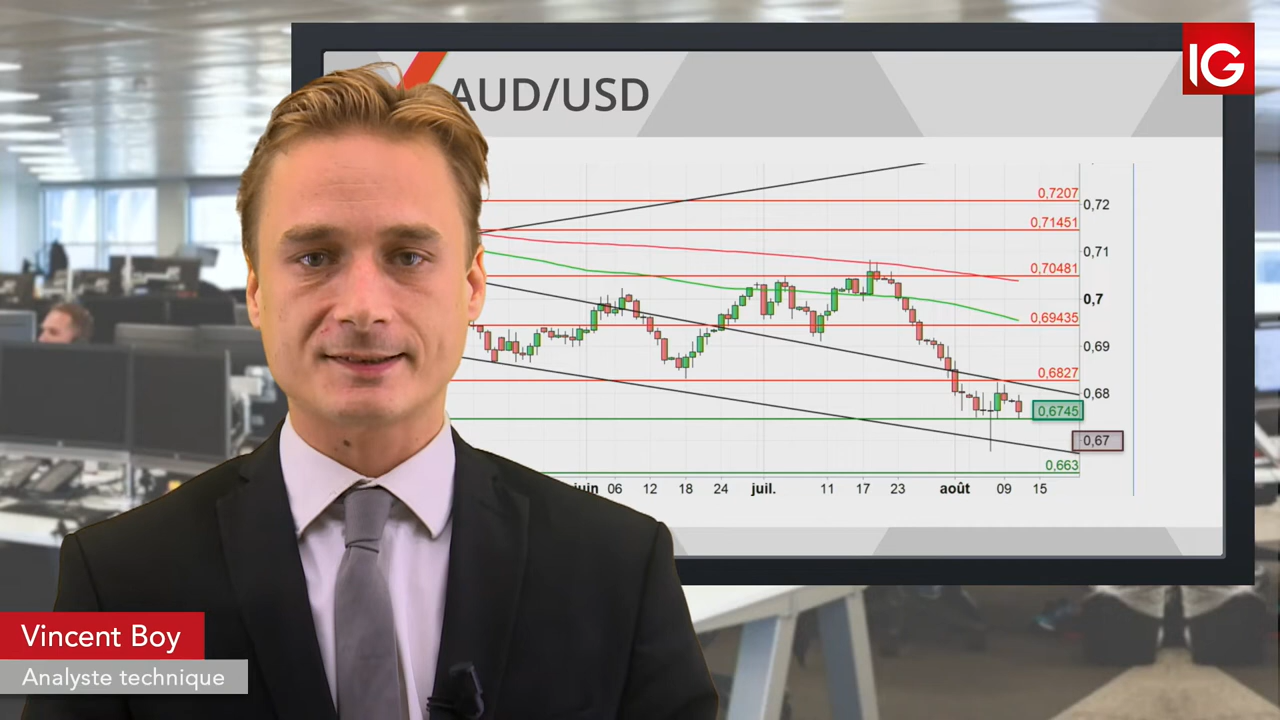 IG
AUD/USD
0,7207
0,72
0,71451
0,71
0,70481
0,7
0,69435
0,69
0,6827
0,68
0,6745
0,67
0,663
juin 06 12 18 24 juil. 11 17 23 août 09 15
Vincent Boy
Analyste technique